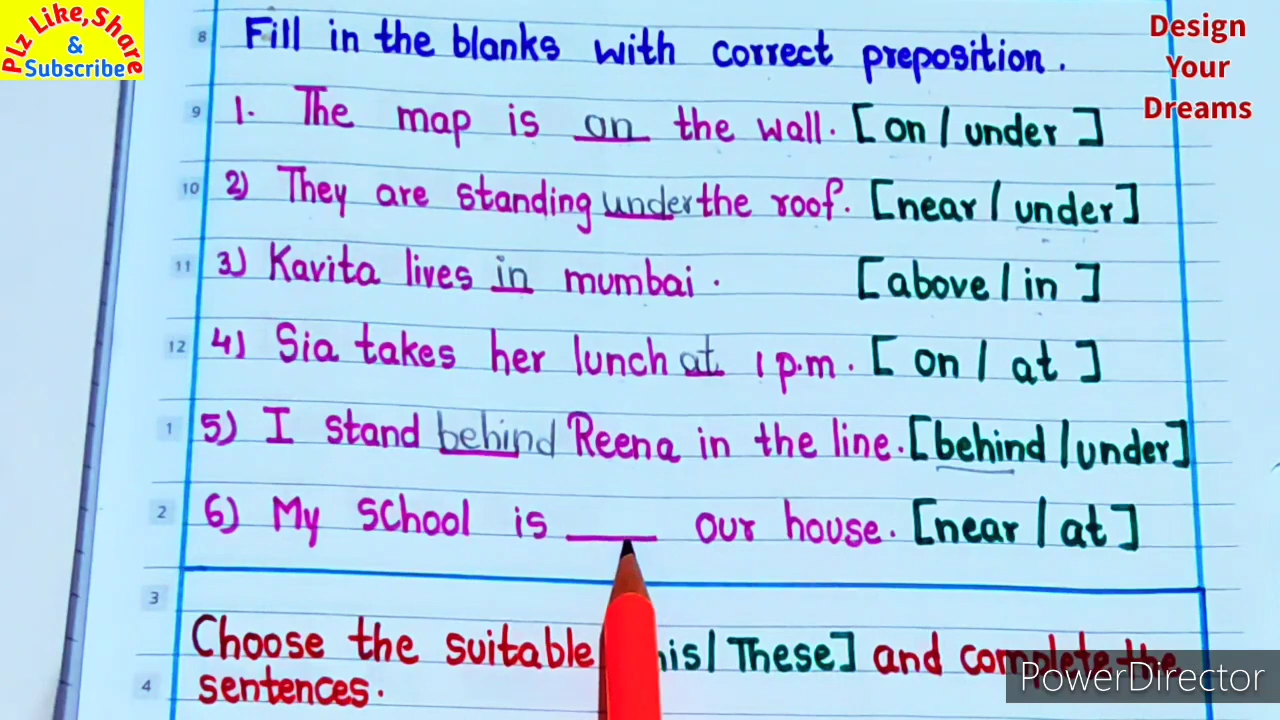 Plz Like, Share
&
Subscribe
Design
Your
Dreams
8
Fill in the blanks with correct preposition.
9
1. The map is on the wall. [on / under]
10
2) They are standing under the roof. [near / under]
11
3) Kavita lives in mumbai. [above / in]
12
4) Sia takes her lunch at 1 p.m. [on / at]
1
5) I stand behind Reena in the line. [behind / under]
2
6) My school is ____ our house. [near / at]
3
Choose the suitable his / These] and complete the
4
sentences.
PowerDirector